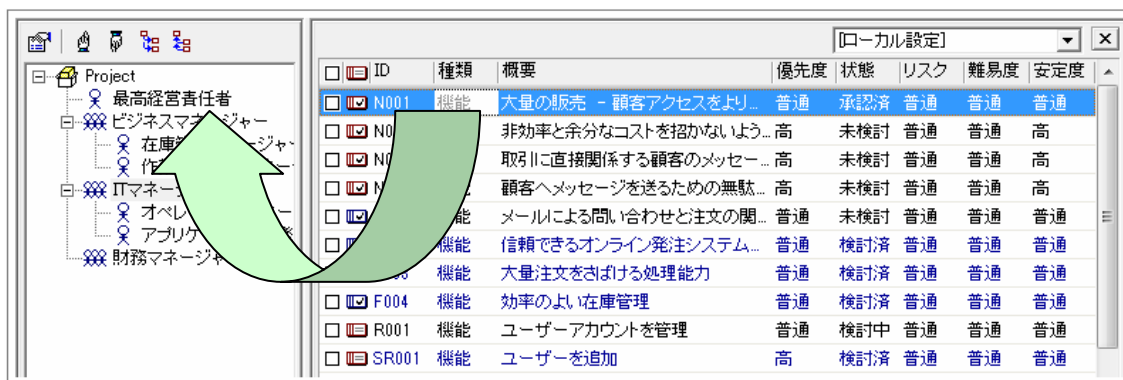 [ローカル設定]
Project
最高経営責任者
ビジネスマネージャー
在庫
ITマネー
オペレ
アプリケ
財務マネージャ
ID 種類 概要 優先度 状態 リスク 難易度 安定度
N001 機能 大量の販売 - 顧客アクセスをより... 普通 承認済 普通 普通 普通
非効率と余分なコストを招かないよう... 高 未検討 普通 普通 高
取引に直接関係する顧客のメッセー... 高 未検討 普通 普通 高
顧客へメッセージを送るための無駄... 高 未検討 普通 普通 高
メールによる問い合わせと注文の関... 普通 未検討 普通 普通 普通
機能 信頼できるオンライン発注システム... 普通 検討済 普通 普通 普通
機能 大量注文をさばける処理能力 普通 検討済 普通 普通 普通
F004 機能 効率のよい在庫管理 普通 検討済 普通 普通 普通
R001 機能 ユーザーアカウントを管理 普通 検討中 普通 普通 普通
SR001 機能 ユーザーを追加 高 検討済 普通 普通 普通